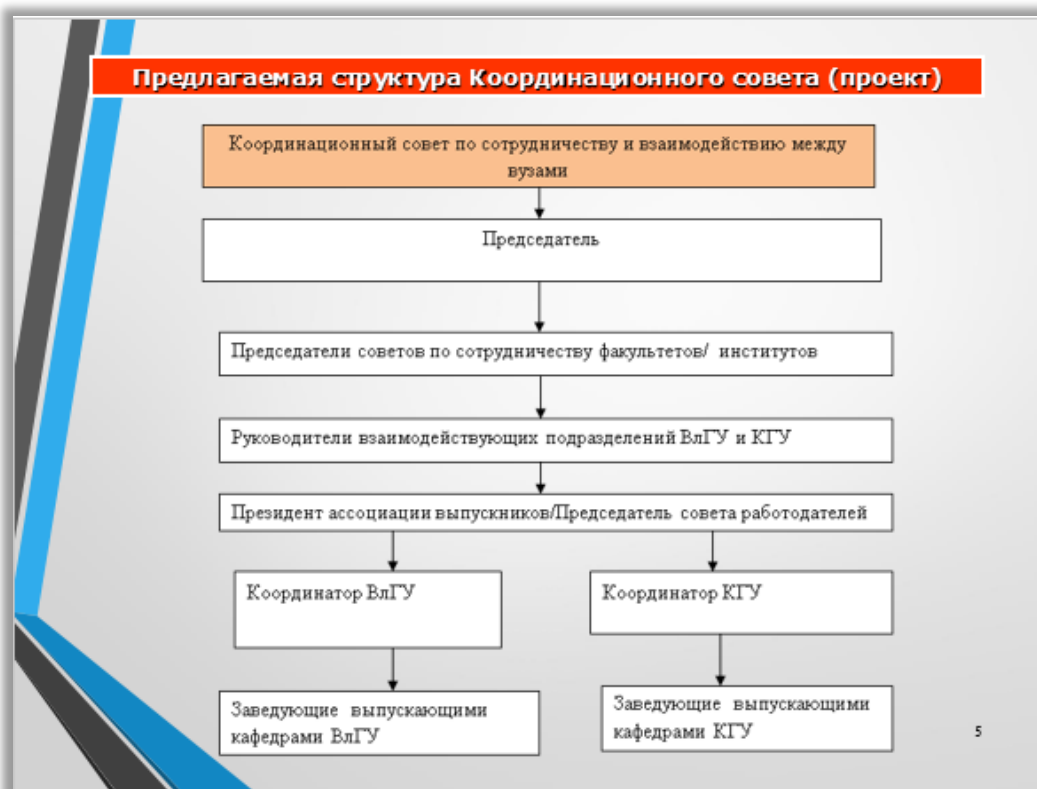 Предлагаемая структура Координационного совета (проект)
Координационный совет по сотрудничеству и взаимодействию между
вузами
Председатель
Председатели советов по сотрудничеству факультетов/ институтов
Руководители взаимодействующих подразделений ВлГУ и КГУ
Президент ассоциации выпускников/Председатель совета работодателей
Координатор ВлГУ
Координатор КГУ
Заведующие выпускающими
кафедрами ВлГУ
Заведующие выпускающими
кафедрами КГУ
5